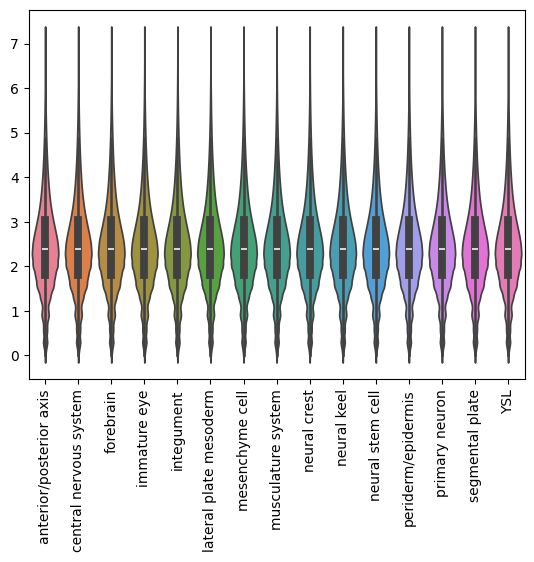 7
6
5
4
3
2
1
0
anterior/posterior axis
central nervous system
forebrain
immature eye
integument
lateral plate mesoderm
mesenchyme cell
musculature system
neural crest
neural keel
neural stem cell
periderm/epidermis
primary neuron
segmental plate
YSL